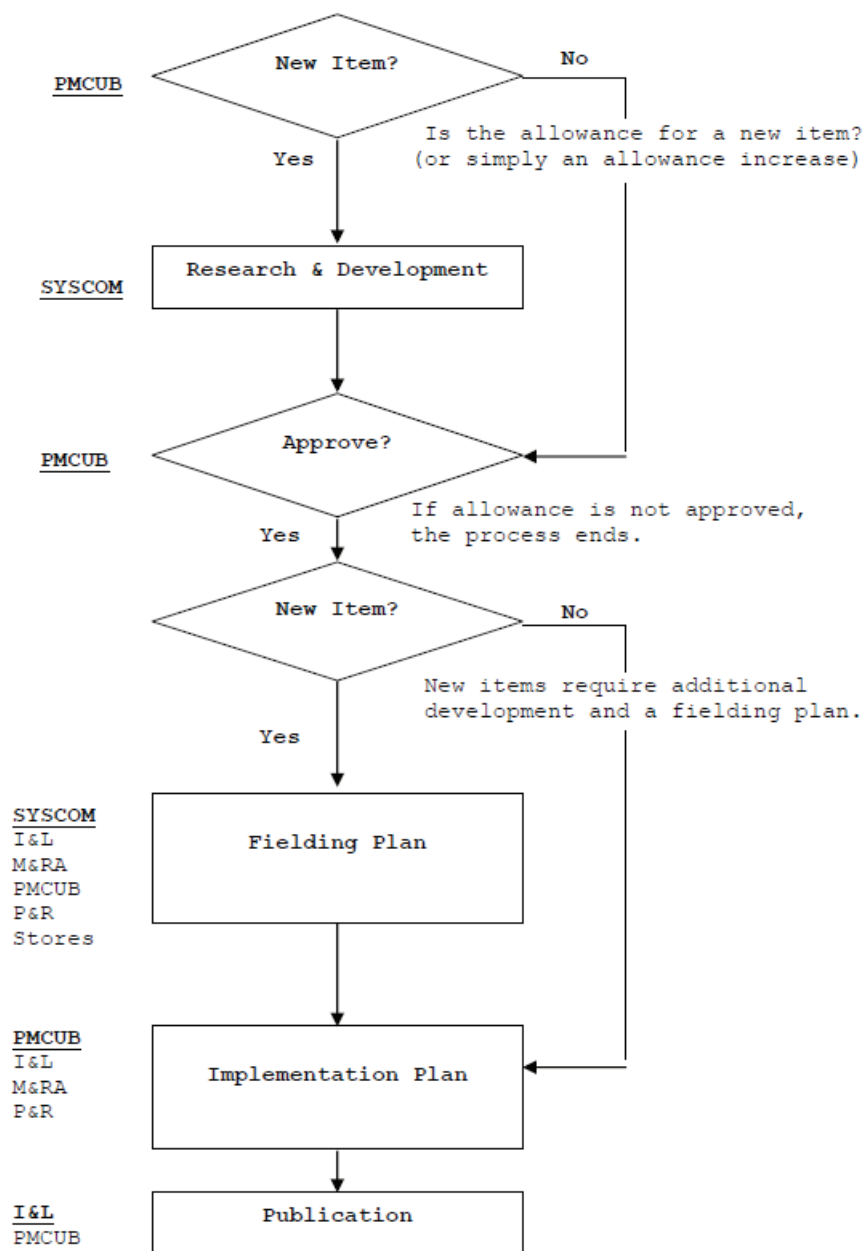 New Item?
No
PMCUB
Is the allowance for a new item?
(or simply an allowance increase)
Yes
Research & Development
SYSCOM
Approve?
PMCUB
If allowance is not approved,
the process ends.
Yes
New Item?
No
New items require additional
development and a fielding plan.
Yes
SYSCOM
I&L
M&RA
PMCUB
P&R
Stores
Fielding Plan
PMCUB
I&L
M&RA
P&R
Implementation Plan
I&L
PMCUB
Publication